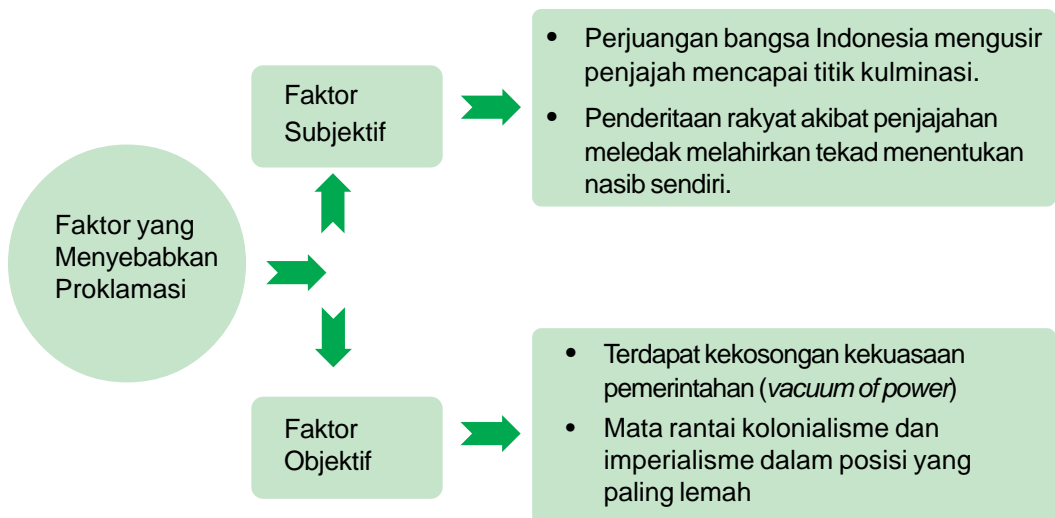 Faktor yang
Menyebabkan
Proklamasi
Faktor
Subjektif
• Perjuangan bangsa Indonesia mengusir
penjajah mencapai titik kulminasi.
• Penderitaan rakyat akibat penjajahan
meledak melahirkan tekad menentukan
nasib sendiri.
Faktor
Objektif
• Terdapat kekosongan kekuasaan
pemerintahan (vacuum of power)
• Mata rantai kolonialisme dan
imperialisme dalam posisi yang
paling lemah